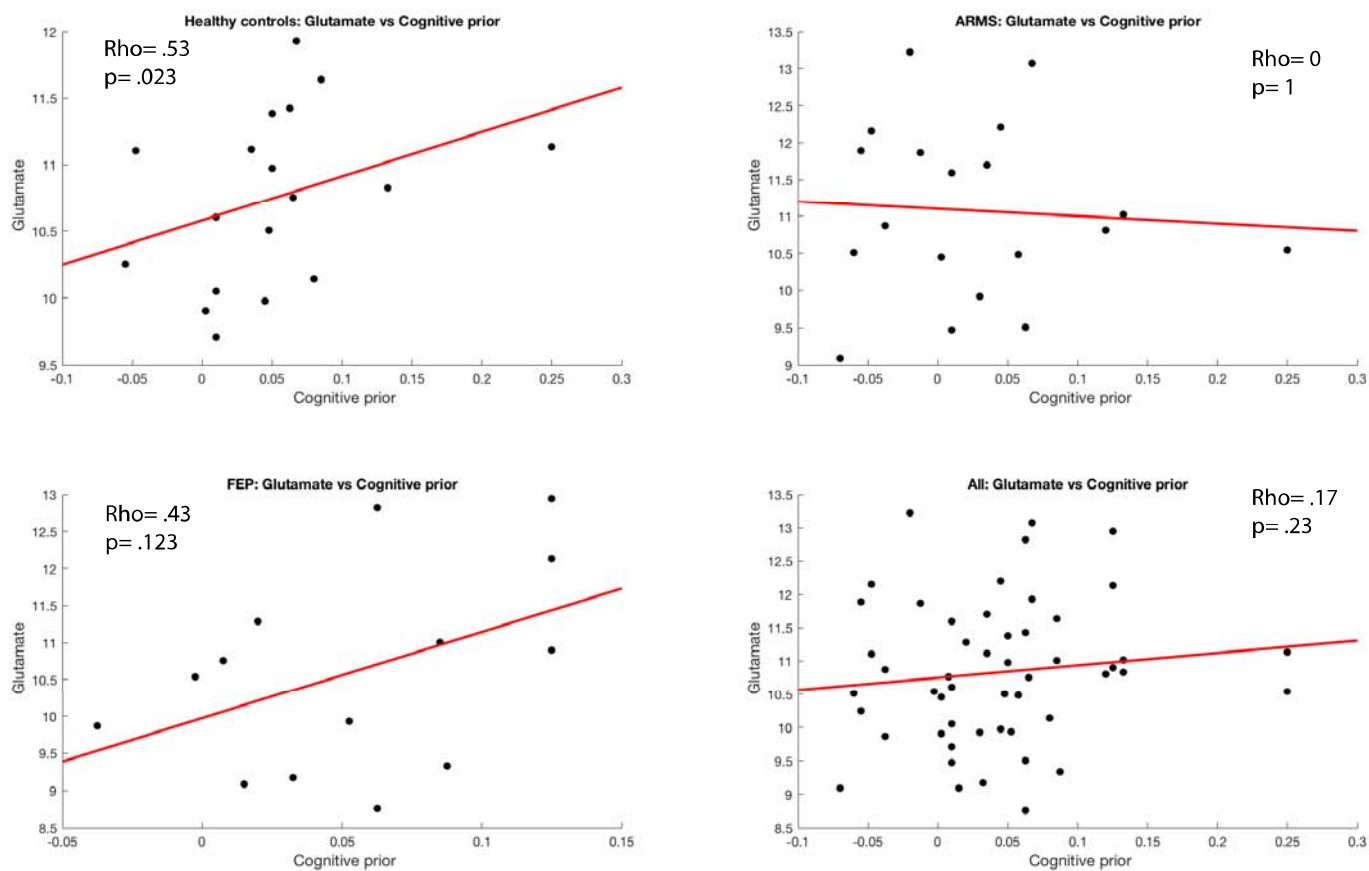 Healthy controls: Glutamate vs Cognitive prior
Rho= .53
p= .023
12
11.5
11
10.5
10
9.5
Glutamate
-0.1 -0.05 0 0.05 0.1 0.15 0.2 0.25 0.3
Cognitive prior
ARMS: Glutamate vs Cognitive prior
Rho= 0
p= 1
13.5
13
12.5
12
11.5
11
10.5
10
9.5
9
Glutamate
-0.1 -0.05 0 0.05 0.1 0.15 0.2 0.25 0.3
Cognitive prior
FEP: Glutamate vs Cognitive prior
Rho= .43
p= .123
13
12.5
12
11.5
11
10.5
10
9.5
9
8.5
Glutamate
-0.05 0 0.05 0.1 0.15
Cognitive prior
All: Glutamate vs Cognitive prior
Rho= .17
p= .23
13.5
13
12.5
12
11.5
11
10.5
10
9.5
9
8.5
Glutamate
-0.1 -0.05 0 0.05 0.1 0.15 0.2 0.25 0.3
Cognitive prior